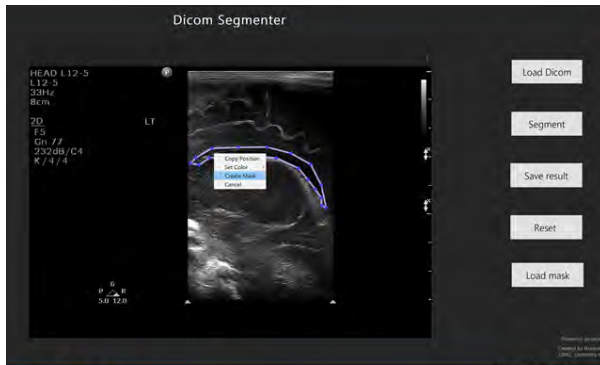 Dicom Segmenter
HEAD L12-5
L12-5
33Hz
8cm
2D
F5
Gn 77
232dB/C4
K/4/4
P
LT
Copy Position
Set Color
Create Mask
Cancel
G
P R
5.0 12.0
Load Dicom
Segment
Save result
Reset
Load mask